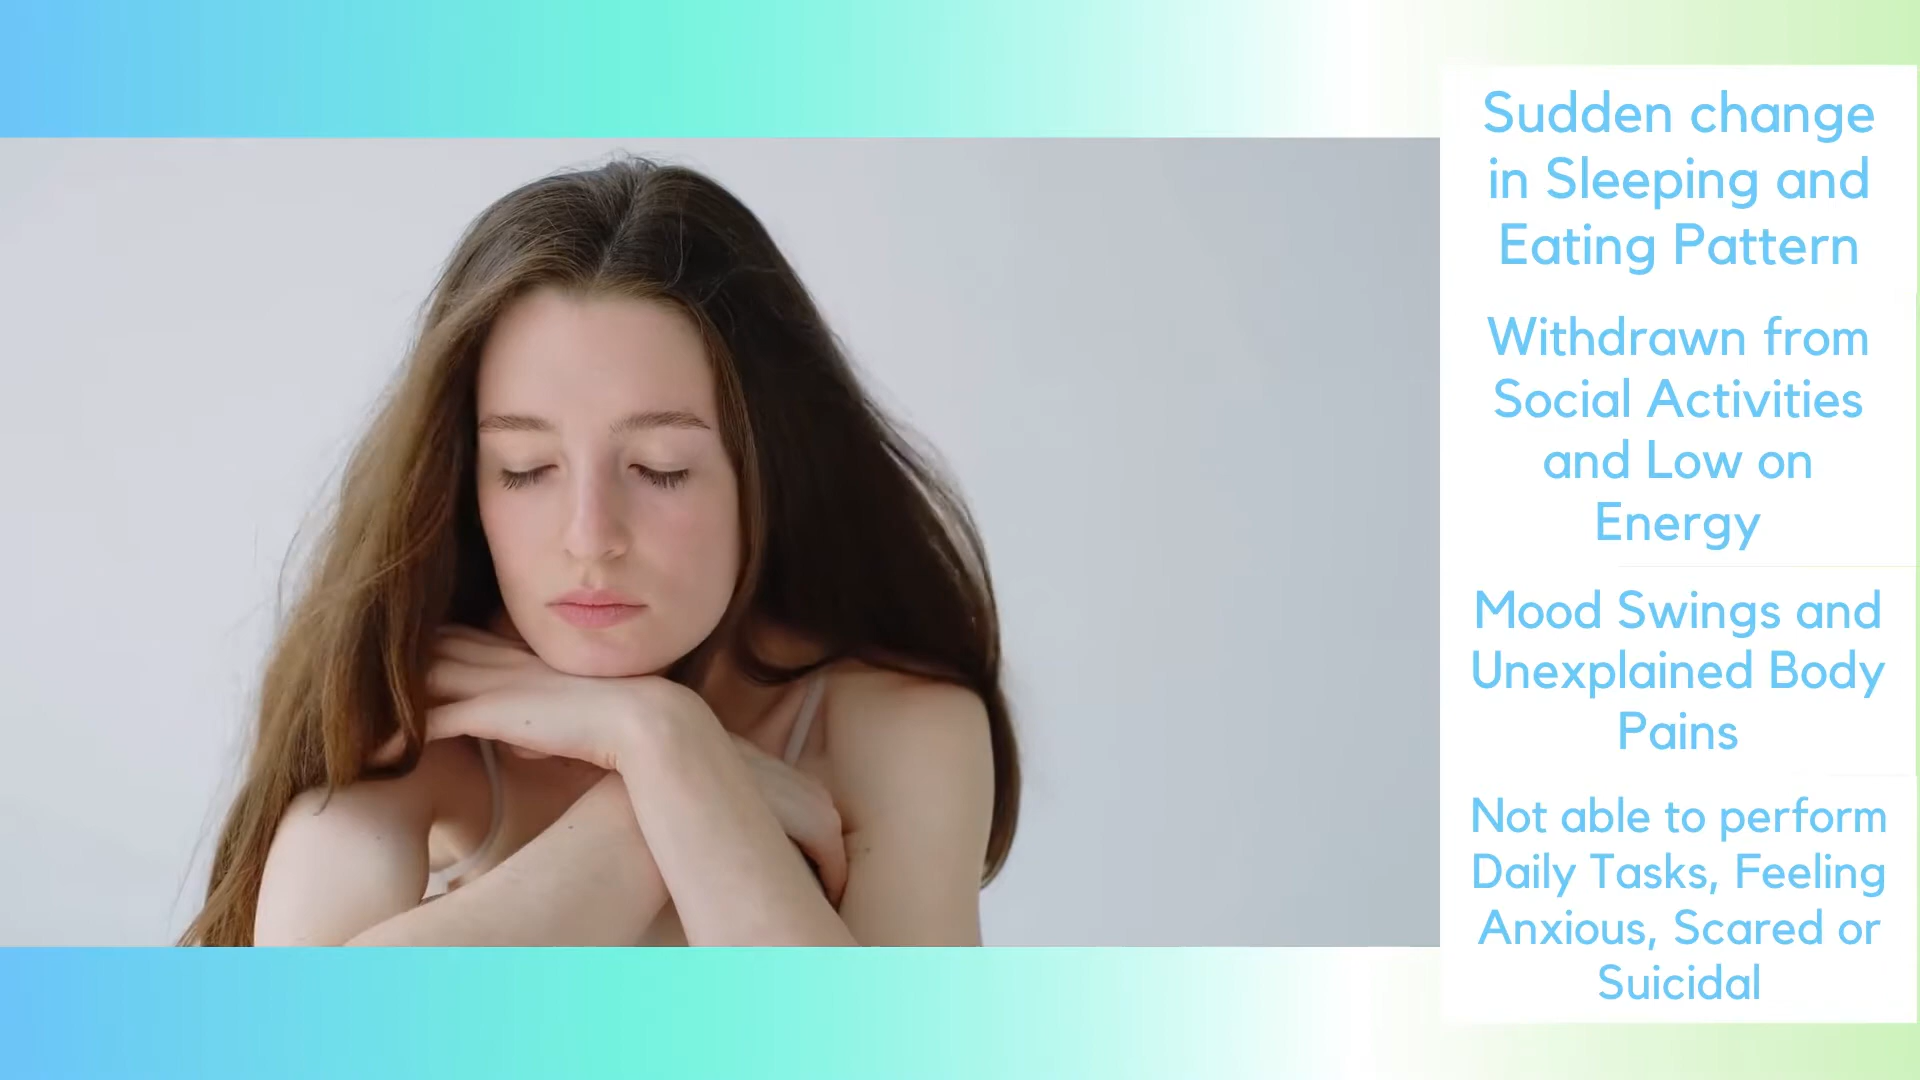 Sudden change
in Sleeping and
Eating Pattern
Withdrawn from
Social Activities
and Low on
Energy
Mood Swings and
Unexplained Body
Pains
Not able to perform
Daily Tasks, Feeling
Anxious, Scared or
Suicidal